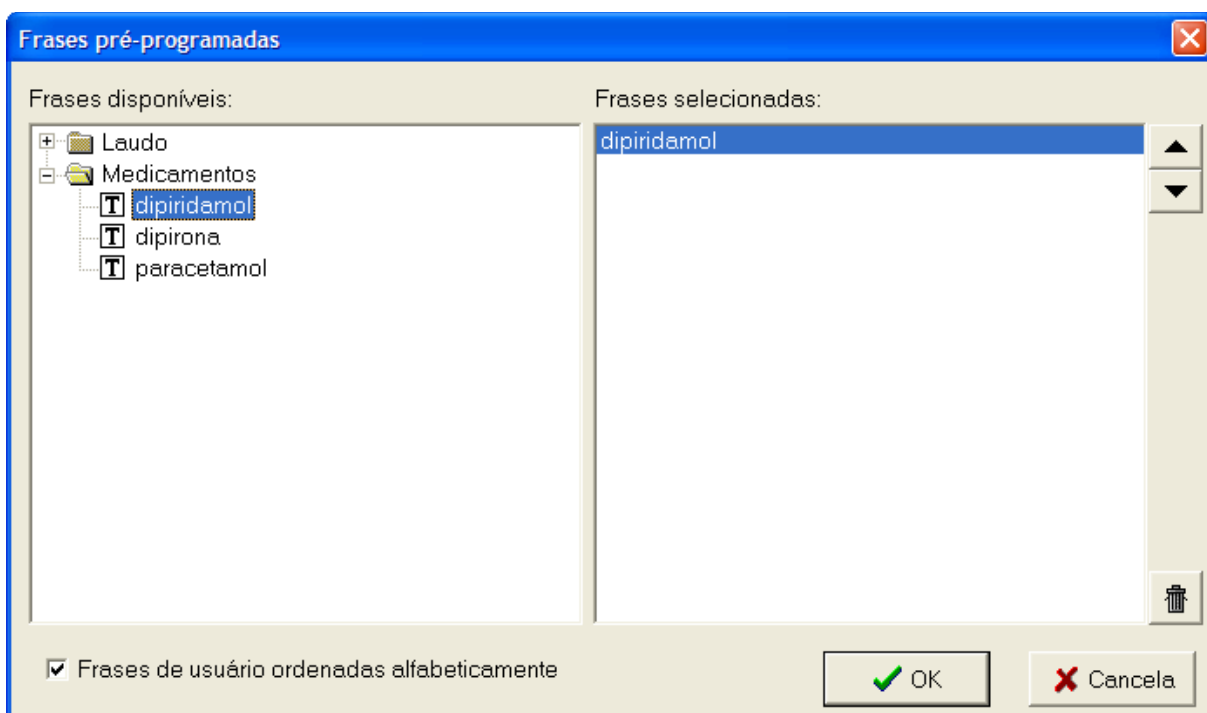 Frases pré-programadas
Frases disponíveis:
Laudo
Medicamentos
T dipiridamol
T dipirona
T paracetamol
Frases selecionadas:
dipiridamol
Frases de usuário ordenadas alfabeticamente
OK
Cancela